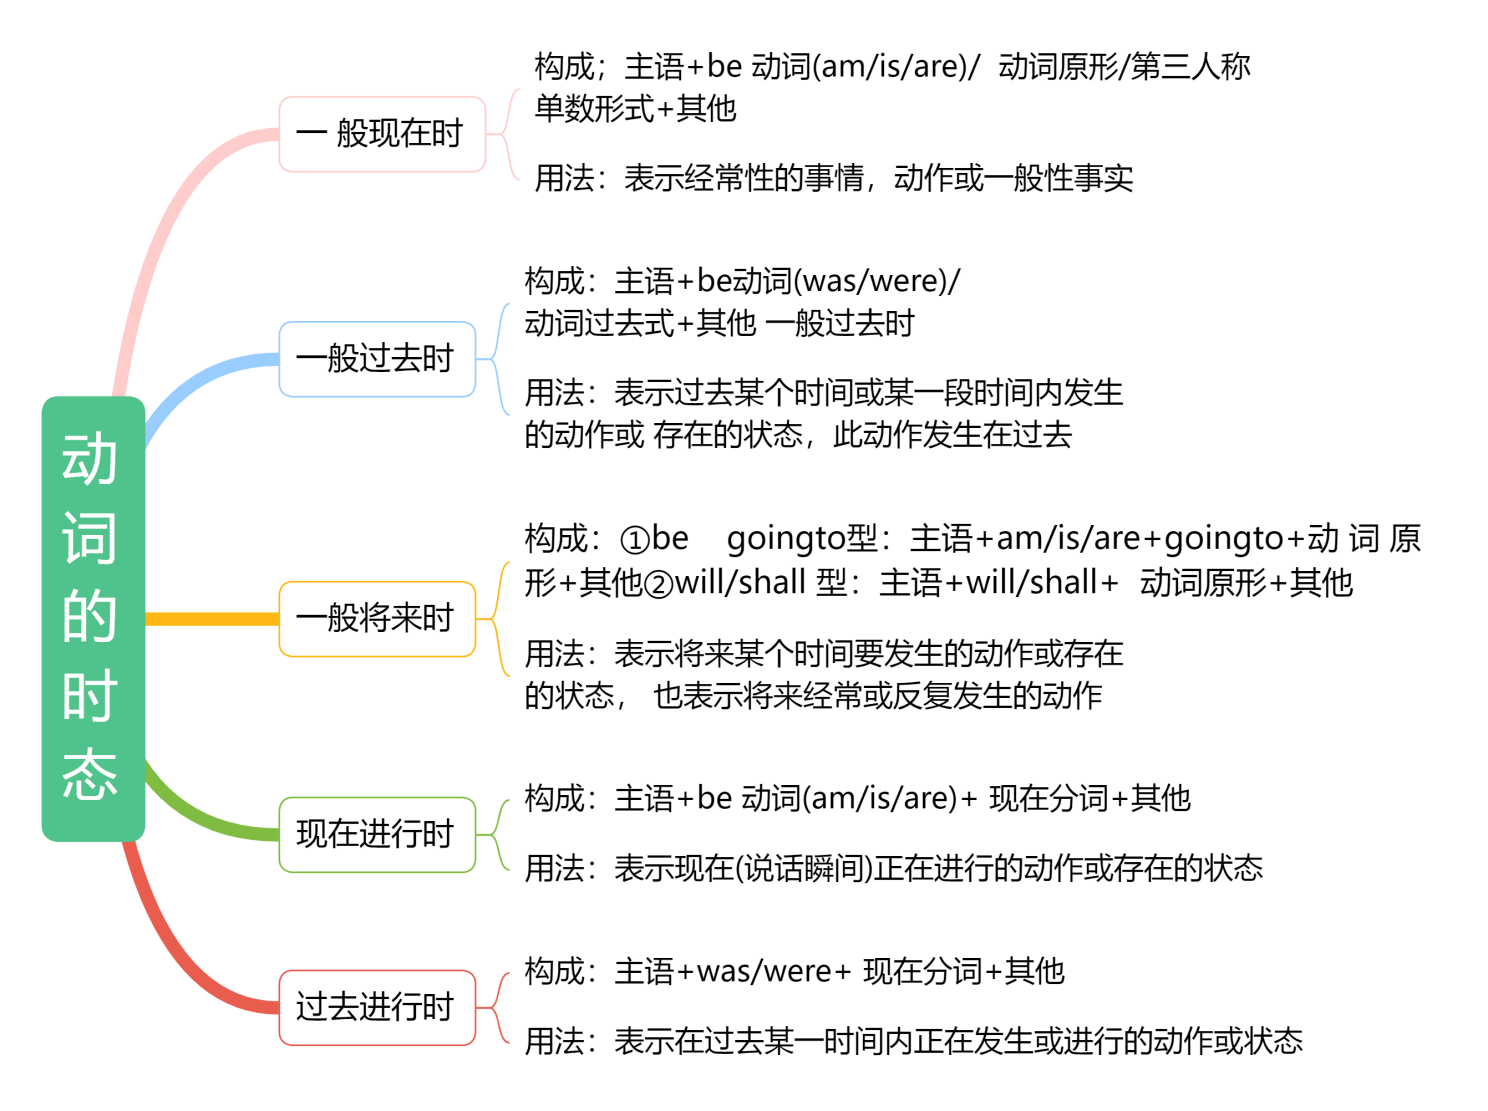 动词的时态
一 般现在时
构成；主语+be 动词(am/is/are)/ 动词原形/第三人称
单数形式+其他
用法：表示经常性的事情，动作或一般性事实
一般过去时
构成：主语+be动词(was/were)/
动词过去式+其他 一般过去时
用法：表示过去某个时间或某一段时间内发生
的动作或 存在的状态，此动作发生在过去
一般将来时
构成：①be goingto型：主语+am/is/are+goingto+动 词 原
形+其他②will/shall 型：主语+will/shall+ 动词原形+其他
用法：表示将来某个时间要发生的动作或存在
的状态， 也表示将来经常或反复发生的动作
现在进行时
构成：主语+be 动词(am/is/are)+ 现在分词+其他
用法：表示现在(说话瞬间)正在进行的动作或存在的状态
过去进行时
构成：主语+was/were+ 现在分词+其他
用法：表示在过去某一时间内正在发生或进行的动作或状态